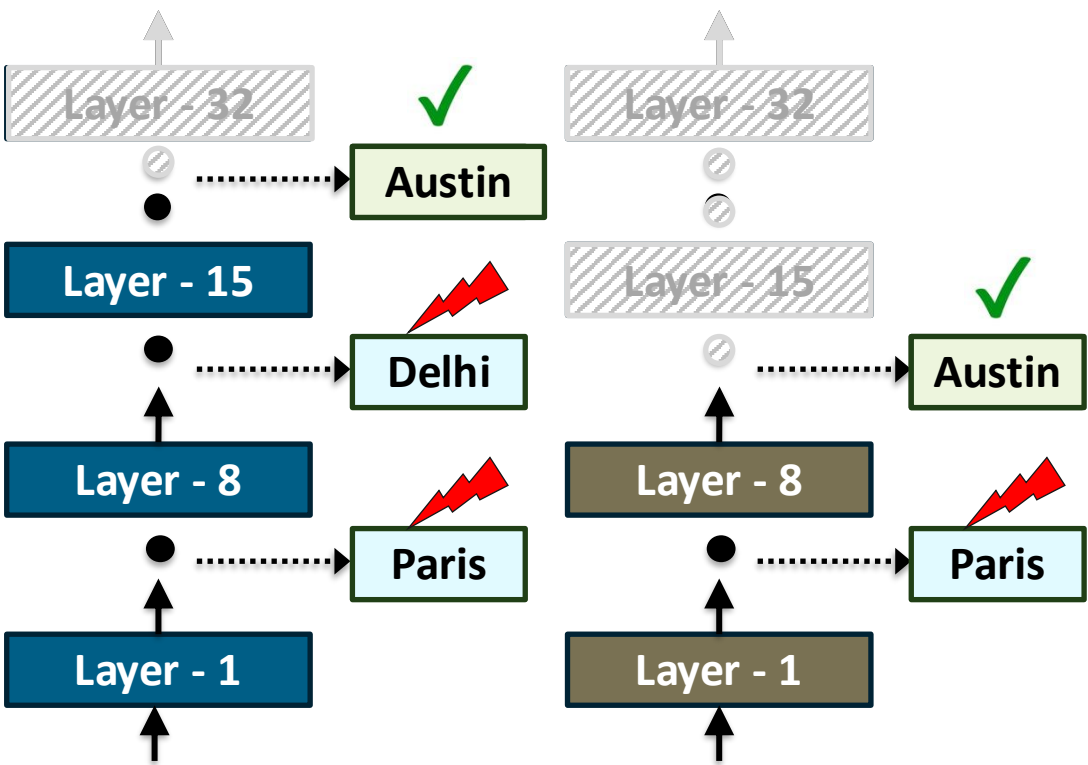 Layer - 32
Austin
Layer - 15
Delhi
Layer - 8
Paris
Layer - 1
Layer - 32
Layer - 15
Austin
Layer - 8
Paris
Layer - 1